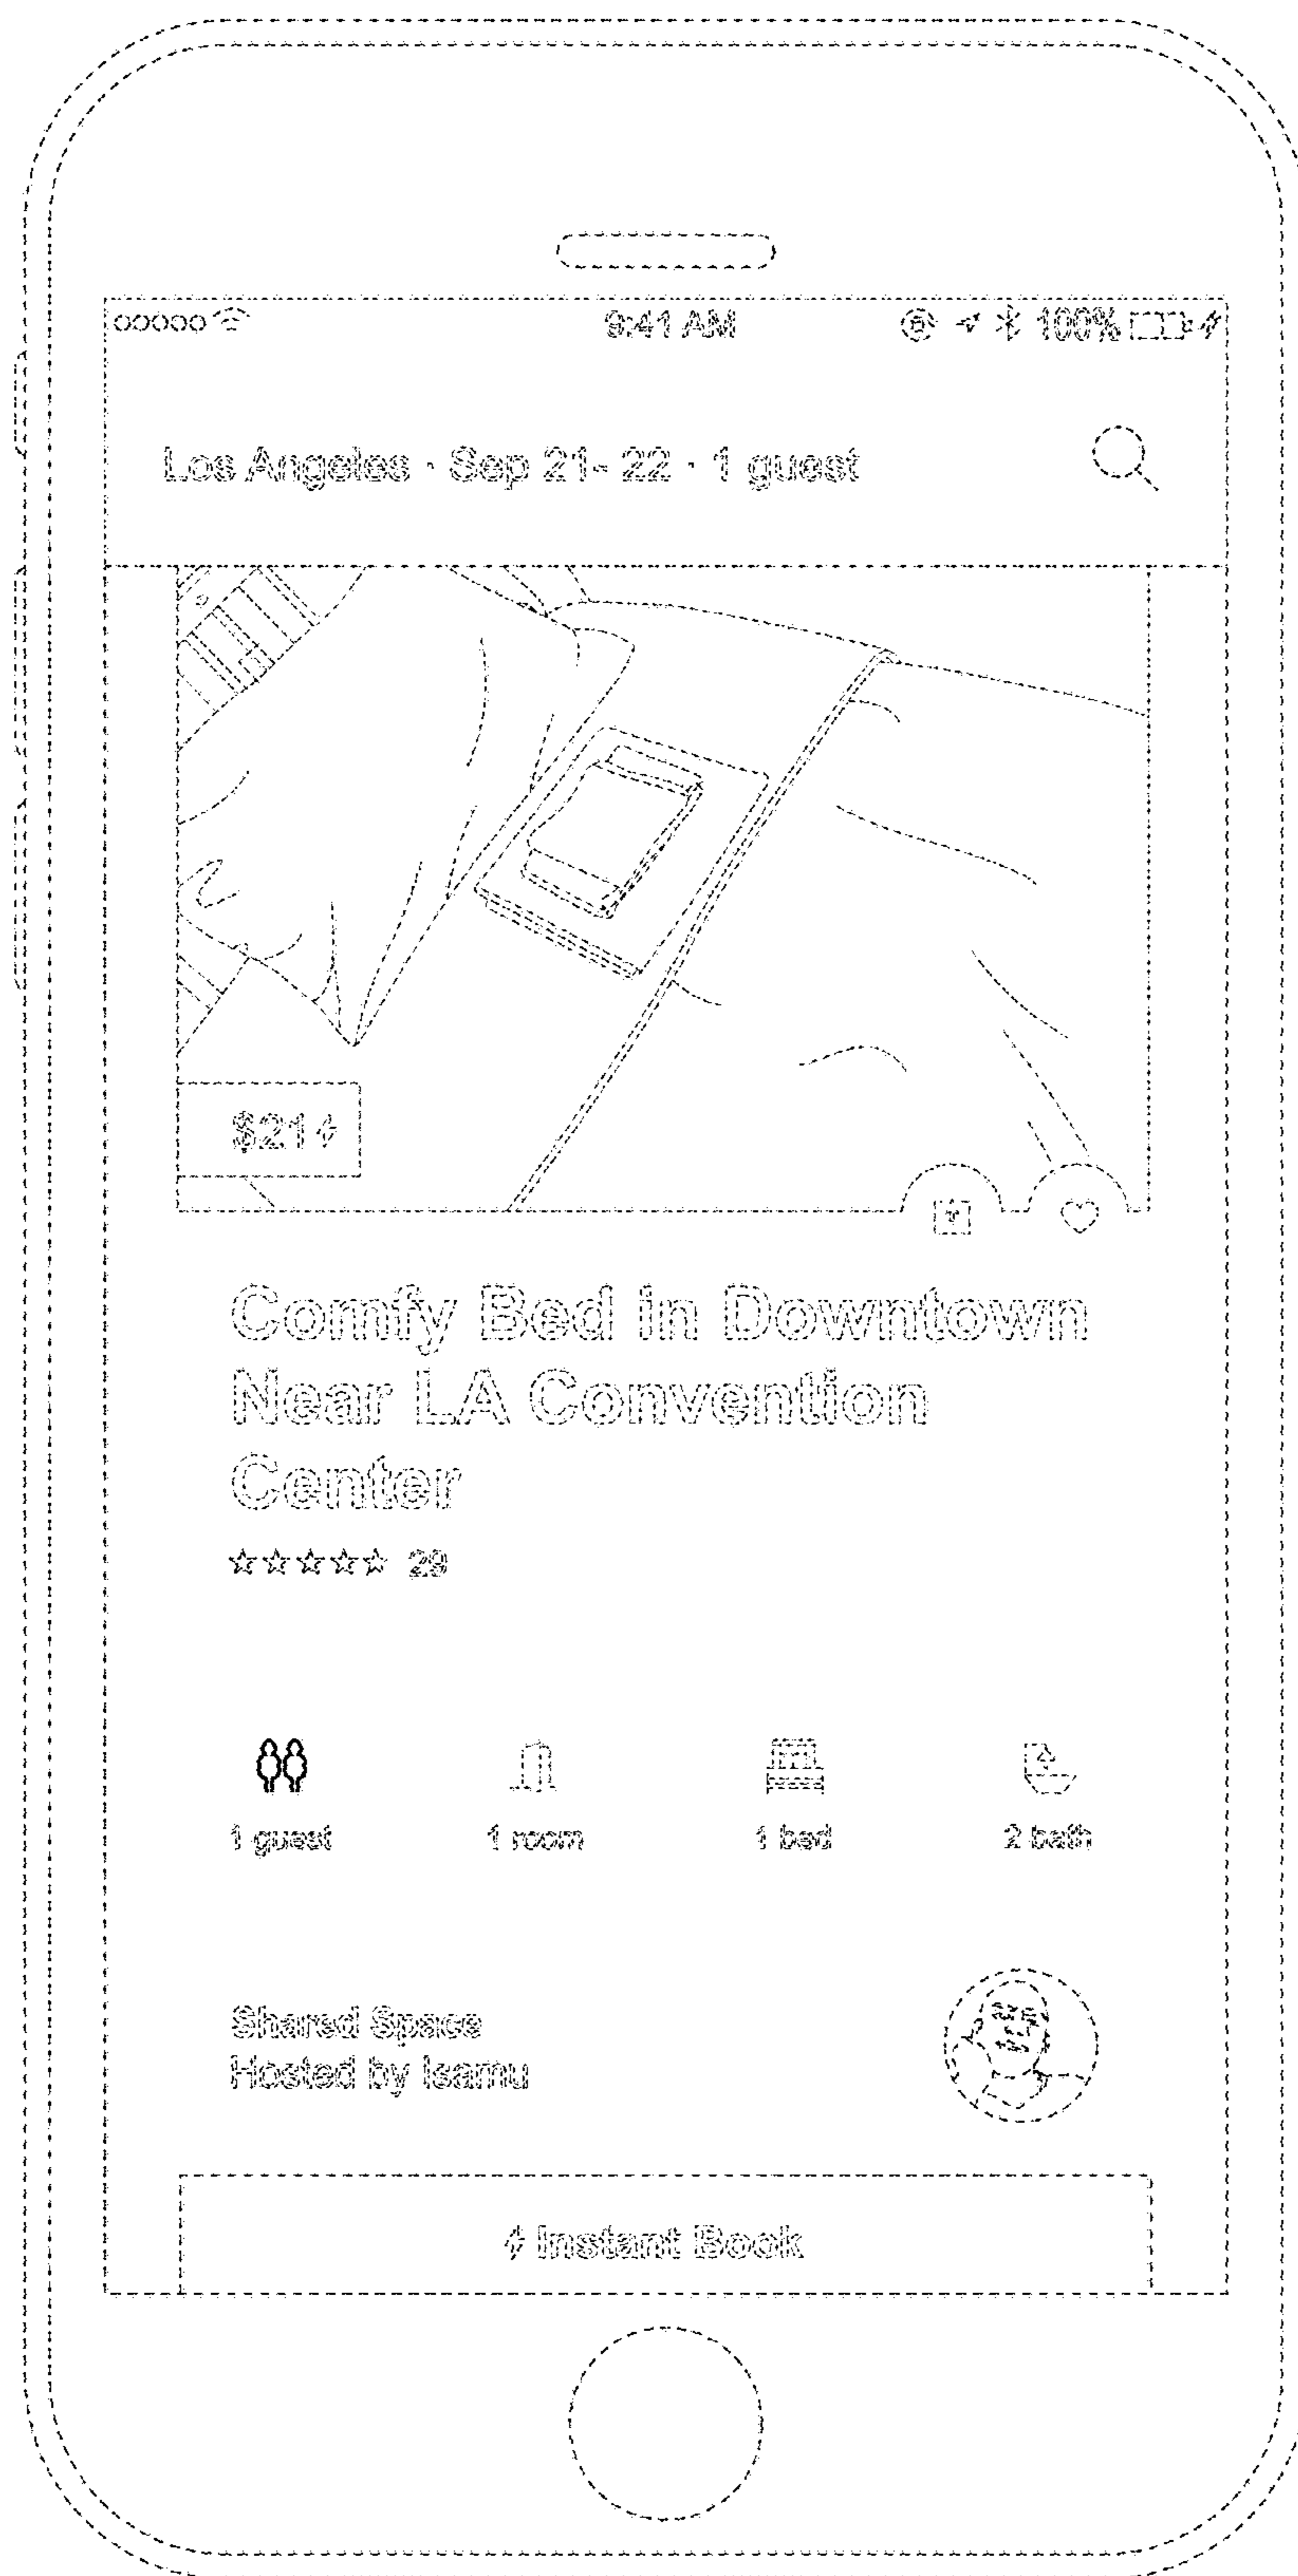 9:41 AM 100%
Los Angeles · Sep 21- 22 · 1 guest
$21
Comfy Bed in Downtown
Near LA Convention
Center
29
1 guest 1 room 1 bed 2 bath
Shared Space
Hosted by Isamu
Instant Book